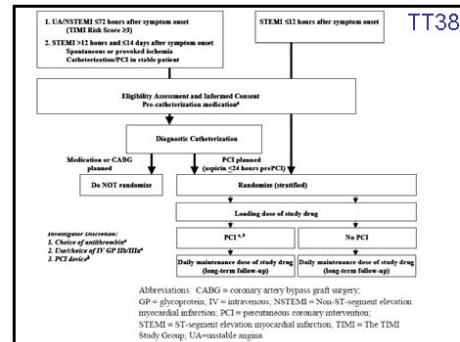 TT38
1. UA/NSTEMI ≤72 hours after symptom onset
(TIMI Risk Score ≥3)
2. STEMI >12 hours and ≤14 days after symptom onset
Spontaneous or provoked ischemia
Catheterization/PCI in stable patient
STEMI ≤12 hours after symptom onset
Eligibility Assessment and Informed Consent
Pre-catheterization medicationª
Diagnostic Catheterization
Medication or CABG
planned
PCI planned
(aspirin ≤24 hours prePCI)
Do NOT randomize
Randomize (stratified)
Loading dose of study drug
Investigator Discretion:
1. Choice of antithrombinª
2. Use/choice of IV GP IIb/IIIaª
3. PCI deviceᵇ
PCI ª,ᵇ
No PCI
Daily maintenance dose of study drug
(long-term follow-up)
Daily maintenance dose of study drug
(long-term follow-up)
Abbreviations: CABG = coronary artery bypass graft surgery;
GP = glycoprotein; IV = intravenous; NSTEMI = Non-ST-segment elevation
myocardial infarction; PCI = percutaneous coronary intervention;
STEMI = ST-segment elevation myocardial infarction; TIMI = The TIMI
Study Group; UA=unstable angina.